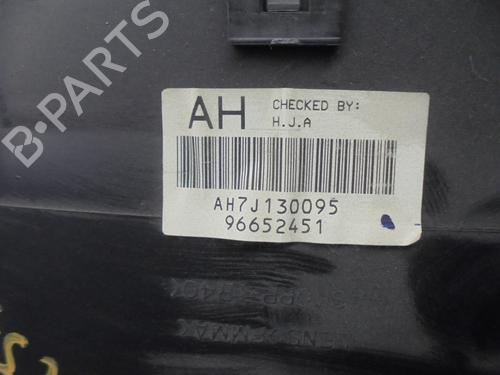 B-PARTS
AH
CHECKED BY:
H.J.A
AH7J130095
96652451